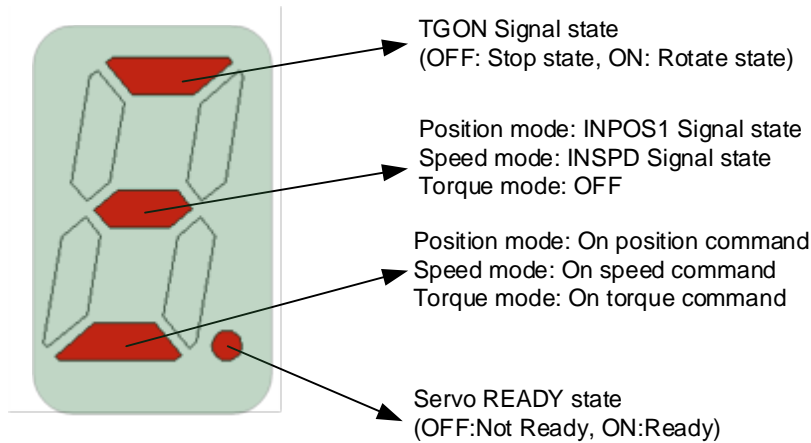 TGON Signal state
(OFF: Stop state, ON: Rotate state)
Position mode: INPOS1 Signal state
Speed mode: INSPD Signal state
Torque mode: OFF
Position mode: On position command
Speed mode: On speed command
Torque mode: On torque command
Servo READY state
(OFF:Not Ready, ON:Ready)